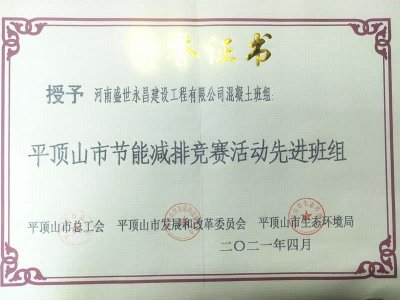 荣誉证书
授予 河南盛世永昌建设工程有限公司混凝土班组:
平顶山市节能减排竞赛活动先进班组
平顶山市总工会 平顶山市发展和改革委员会 平顶山市生态环境局
二〇二一年四月